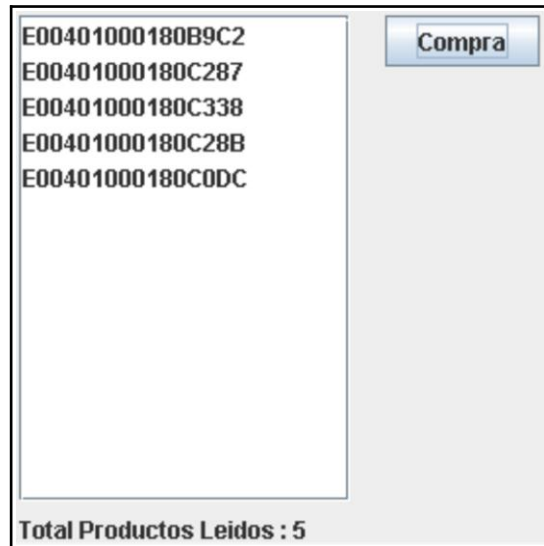 E00401000180B9C2
Compra
E00401000180C287
E00401000180C338
E00401000180C28B
E00401000180C0DC
Total Productos Leidos : 5